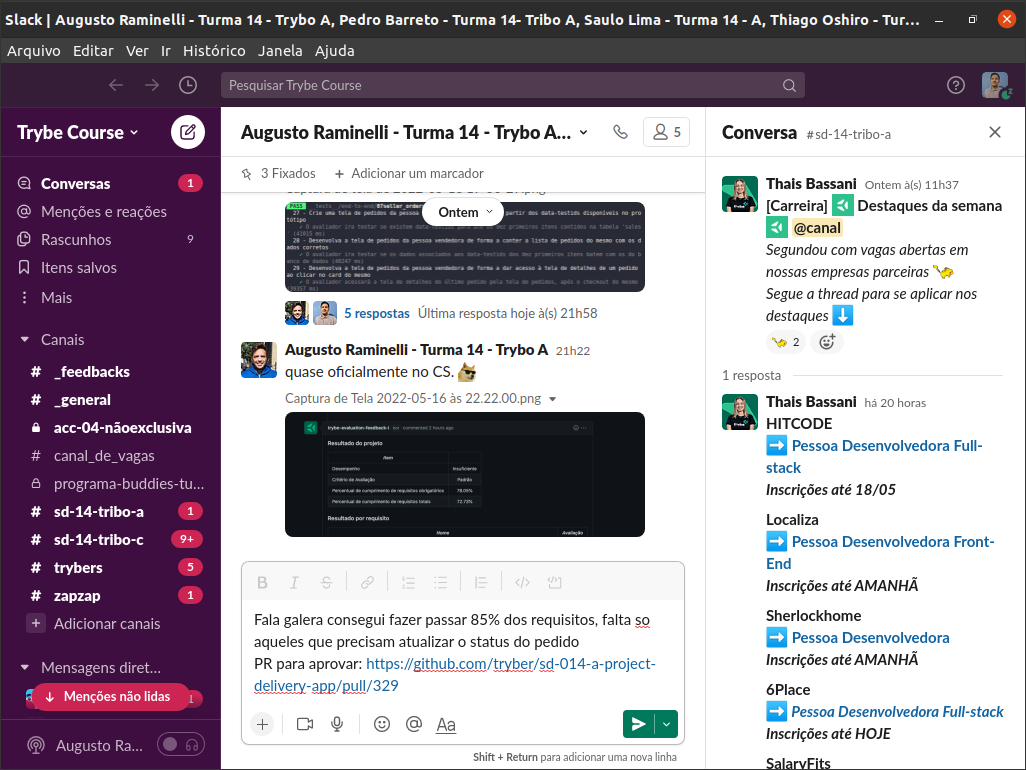 Slack | Augusto Raminelli - Turma 14 - Trybo A, Pedro Barreto - Turma 14- Tribo A, Saulo Lima - Turma 14 - A, Thiago Oshiro - Tur...
Arquivo Editar Ver Ir Histórico Janela Ajuda
Pesquisar Trybe Course
Trybe Course
Conversas 1
Menções e reações
Rascunhos 9
Itens salvos
Mais
Canais
# _feedbacks
# _general
acc-04-nãoexclusiva
# canal_de_vagas
programa-buddies-tu...
# sd-14-tribo-a 1
# sd-14-tribo-c 9+
# trybers 5
# zapzap 1
+ Adicionar canais
Mensagens diret...
↓ Menções não lidas 1
Augusto Ra...
Augusto Raminelli - Turma 14 - Trybo A... 5
3 Fixados + Adicionar um marcador
Ontem
PASS
27 - Crie uma tela de pedidos da pessoa
partir dos data-testids disponíveis no pro
tótipo
28 - Desenvolva a tela de pedidos da pessoa vendedora de forma a conter a lista de pedidos do mesmo com os d
ados corretos
29 - Desenvolva a tela de pedidos da pessoa vendedora de forma a dar acesso à tela de detalhes de um pedido
ao clicar no card do mesmo
5 respostas Última resposta hoje à(s) 21h58
Augusto Raminelli - Turma 14 - Trybo A 21h22
quase oficialmente no CS.
Captura de Tela 2022-05-16 às 22.22.00.png
trybe-evaluation-feedback-i bot commented 2 hours ago
Resultado do projeto
Item
Desempenho Insuficiente
Critério de Avaliação Padrão
Percentual de cumprimento de requisitos obrigatórios 78.05%
Percentual de cumprimento de requisitos totais 72.73%
Resultado por requisito
Nome Avaliação
B I S
Fala galera consegui fazer passar 85% dos requisitos, falta so
aqueles que precisam atualizar o status do pedido
PR para aprovar: https://github.com/tryber/sd-014-a-project-
delivery-app/pull/329
+ @ Aa
Shift + Return para adicionar uma nova linha
Conversa # sd-14-tribo-a
Thais Bassani Ontem à(s) 11h37
[Carreira] Destaques da semana
@canal
Segundou com vagas abertas em
nossas empresas parceiras
Segue a thread para se aplicar nos
destaques ⬇
2
1 resposta
Thais Bassani há 20 horas
HITCODE
➡ Pessoa Desenvolvedora Full-
stack
Inscrições até 18/05
Localiza
➡ Pessoa Desenvolvedora Front-
End
Inscrições até AMANHÃ
Sherlockhome
➡ Pessoa Desenvolvedora
Inscrições até AMANHÃ
6Place
➡ Pessoa Desenvolvedora Full-stack
Inscrições até HOJE
SalaryFits